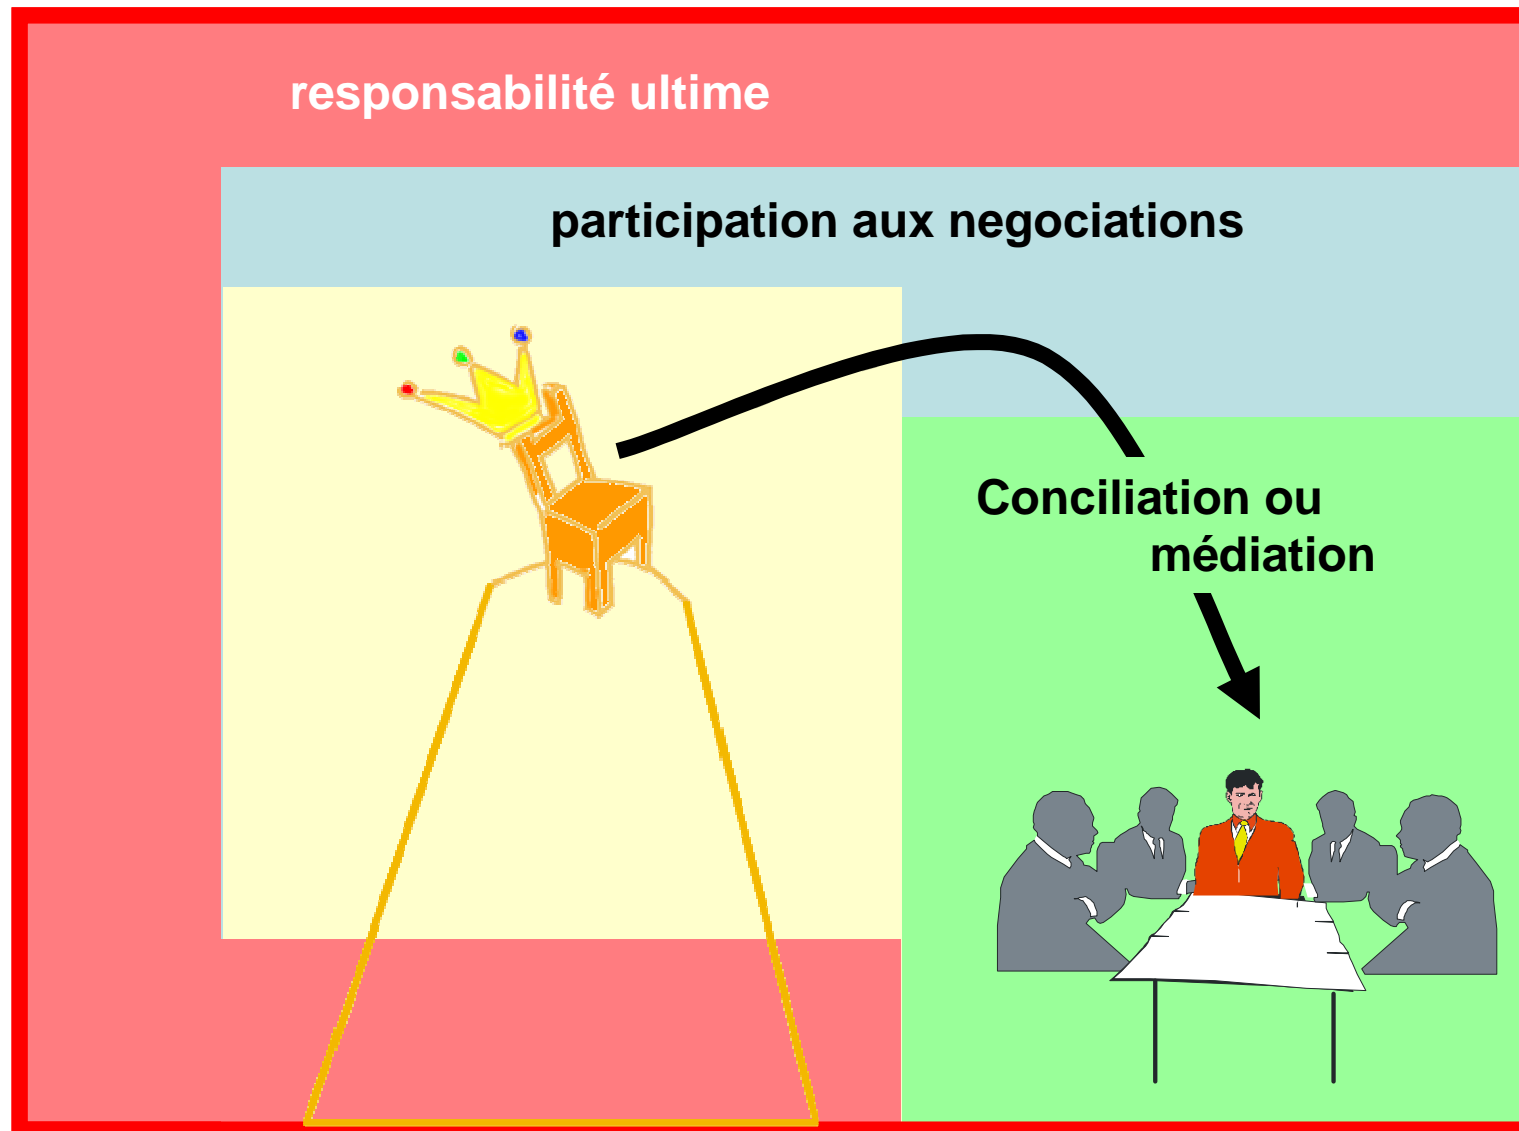 responsabilité ultime
participation aux negociations
Conciliation ou
médiation